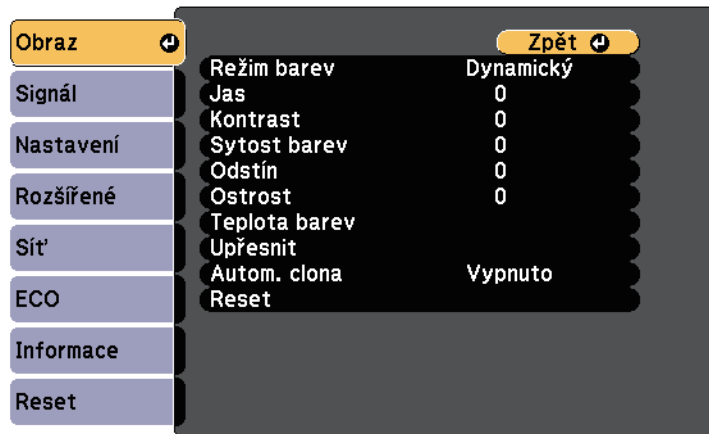 Obraz
Signál
Nastavení
Rozšířené
Síť
ECO
Informace
Reset
Zpět
Režim barev Dynamický
Jas 0
Kontrast 0
Sytost barev 0
Odstín 0
Ostrost 0
Teplota barev
Upřesnit
Autom. clona Vypnuto
Reset